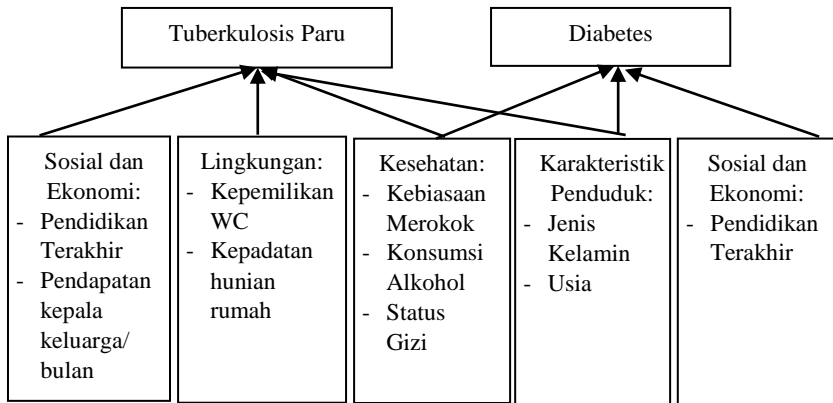 Tuberkulosis Paru
Diabetes
Sosial dan
Ekonomi:
- Pendidikan
Terakhir
- Pendapatan
kepala
keluarga/
bulan
Lingkungan:
- Kepemilikan
WC
- Kepadatan
hunian
rumah
Kesehatan:
- Kebiasaan
Merokok
- Konsumsi
Alkohol
- Status
Gizi
Karakteristik
Penduduk:
- Jenis
Kelamin
- Usia
Sosial dan
Ekonomi:
- Pendidikan
Terakhir